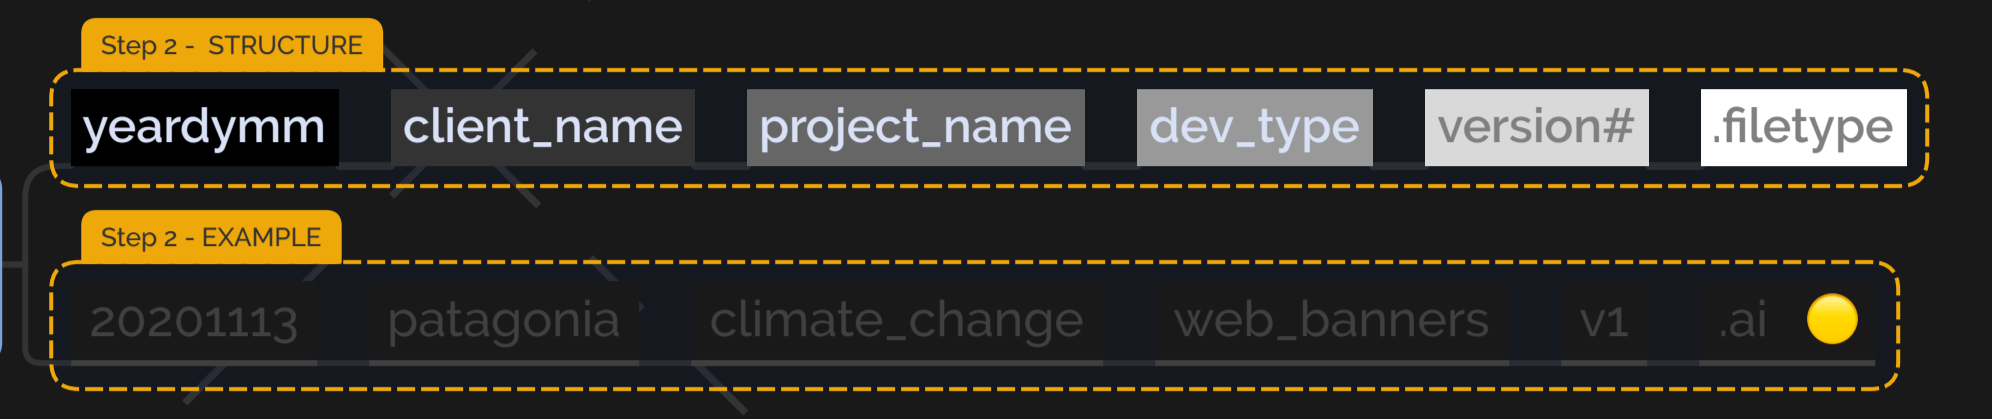 Step 2 - STRUCTURE
yeardymm client_name project_name dev_type version# .filetype
Step 2 - EXAMPLE
20201113 patagonia climate_change web_banners v1 .ai